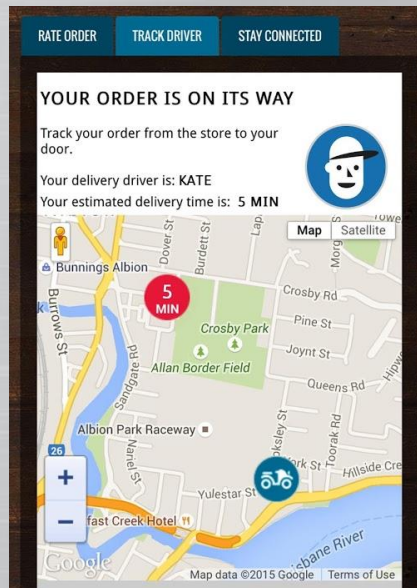 RATE ORDER
TRACK DRIVER
STAY CONNECTED
YOUR ORDER IS ON ITS WAY
Track your order from the store to your
door.
Your delivery driver is: KATE
Your estimated delivery time is: 5 MIN
Map
Satellite
Dover St
Burdett St
Bunnings Albion
Burrows St
5
MIN
Crosby Rd
Crosby Park
Pine St
Allan Border Field
Joynt St
Queens Rd
Sandgate Rd
Albion Park Raceway
Nariel St
Toorak Rd
26
Hillside Cre
Yulestar St
fast Creek Hotel
bane River
Google
Map data ©2015 Google
Terms of Use